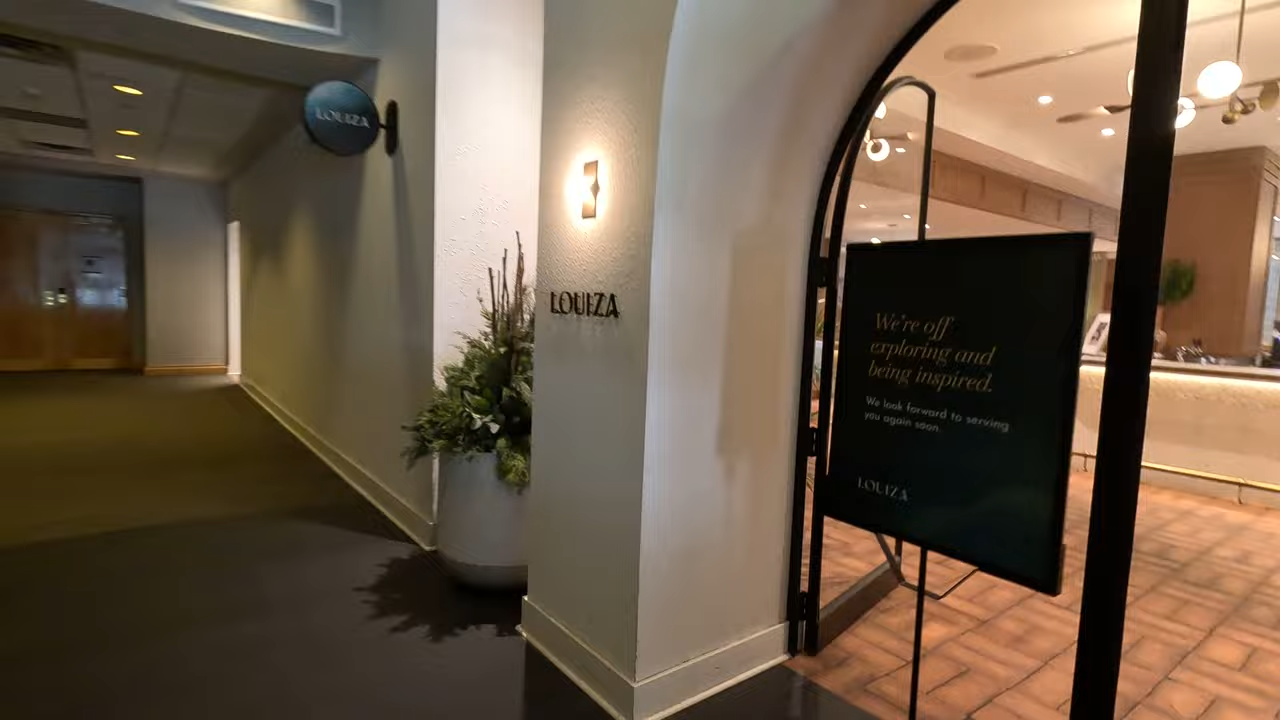 LOUIZA
LOUIZA
We're off
exploring and
being inspired.
We look forward to serving
you again soon.
LOUIZA